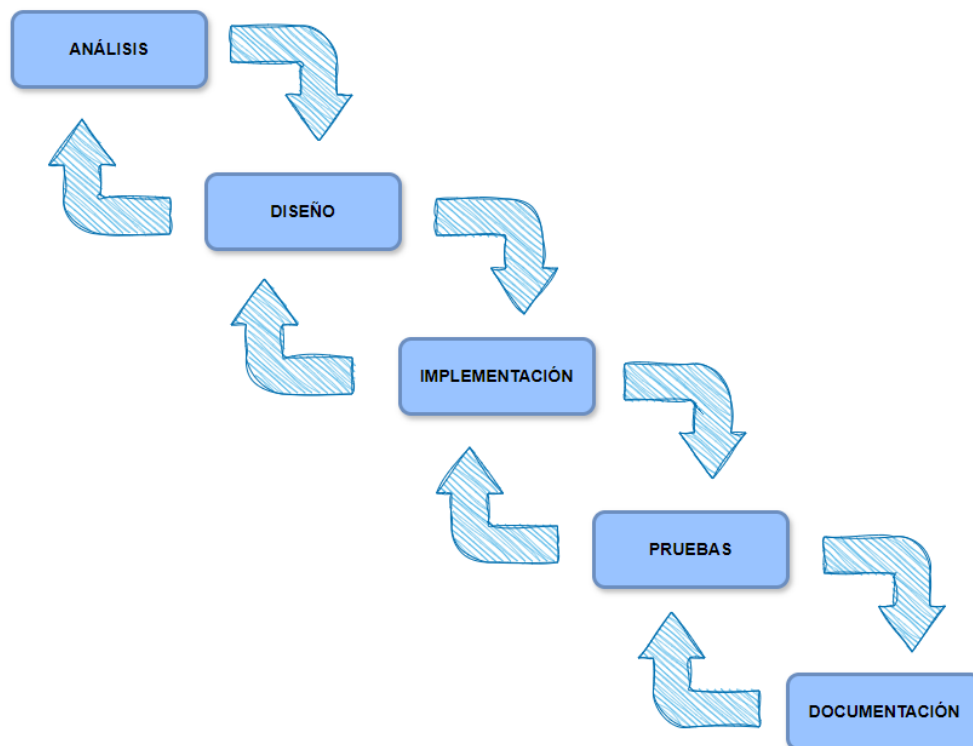 ANÁLISIS
DISEÑO
IMPLEMENTACIÓN
PRUEBAS
DOCUMENTACIÓN